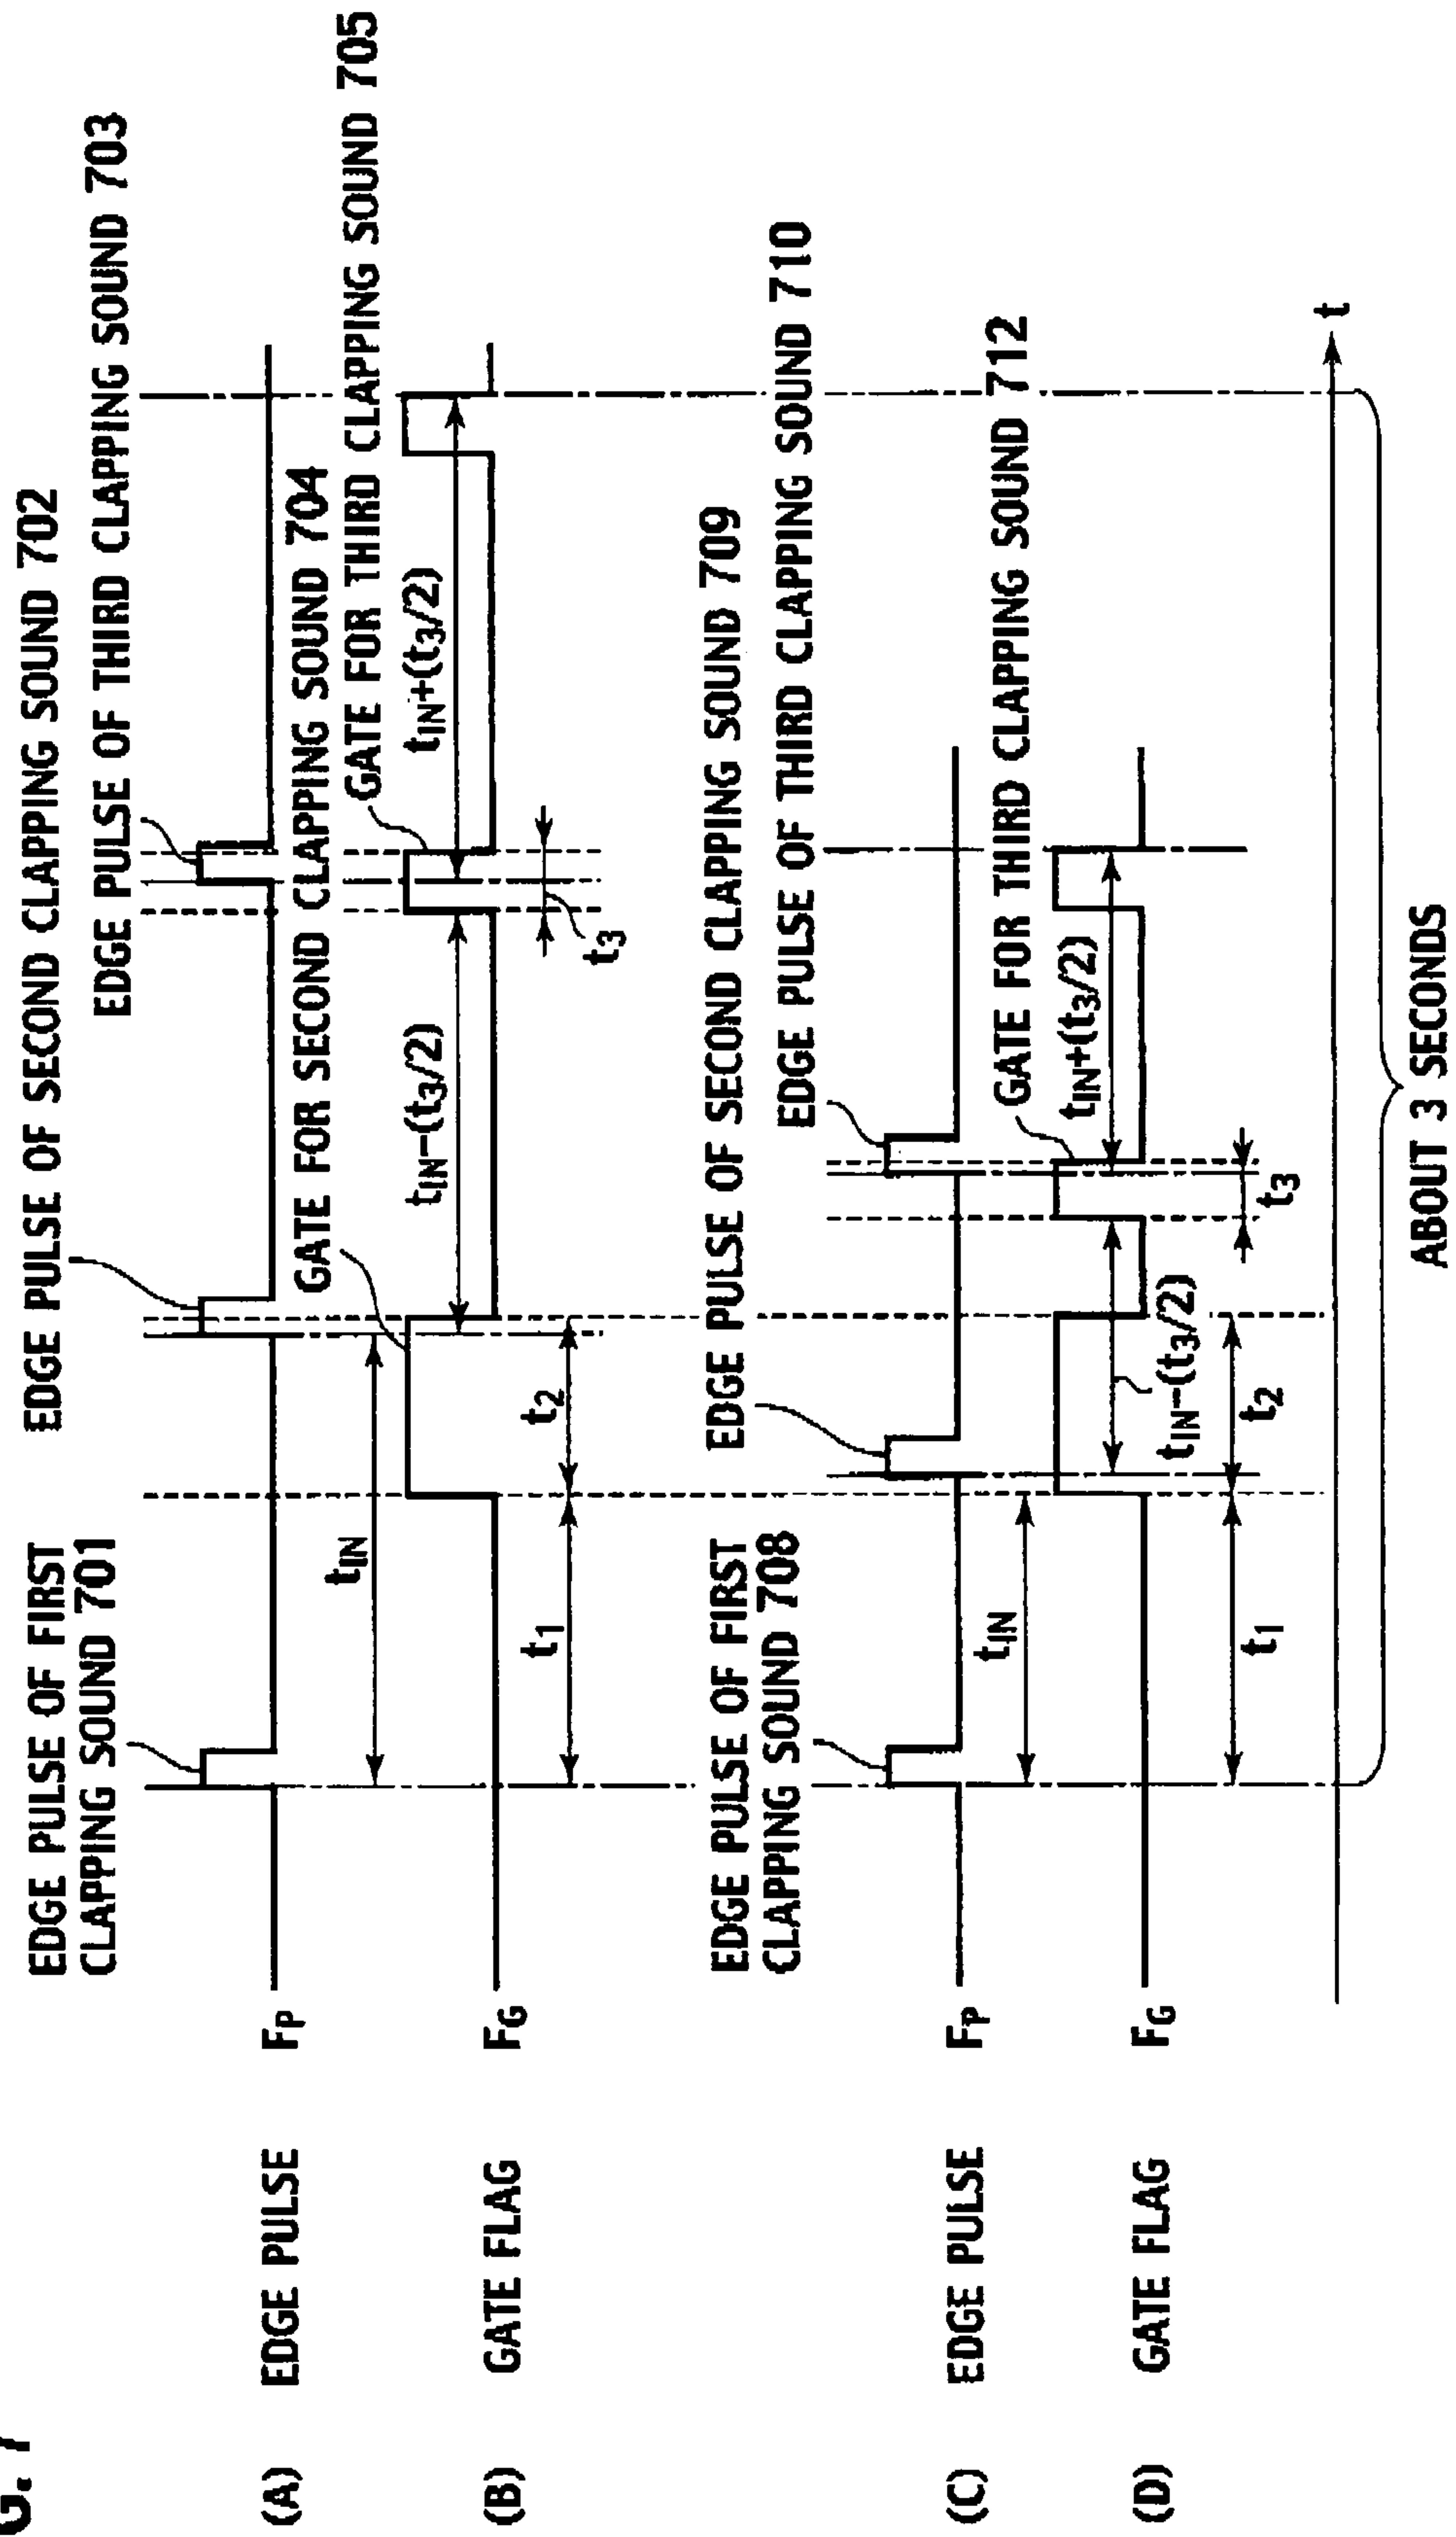 G. 7
EDGE PULSE OF SECOND CLAPPING SOUND 702
EDGE PULSE OF FIRST
CLAPPING SOUND 701
EDGE PULSE OF THIRD CLAPPING SOUND 703
(A) EDGE PULSE FP
GATE FOR SECOND CLAPPING SOUND 704
GATE FOR THIRD CLAPPING SOUND 705
tIN
tIN-(t3/2)
tIN+(t3/2)
(B) GATE FLAG FG
t1
t2
t3
EDGE PULSE OF FIRST
CLAPPING SOUND 708
EDGE PULSE OF SECOND CLAPPING SOUND 709
EDGE PULSE OF THIRD CLAPPING SOUND 710
(C) EDGE PULSE FP
tIN
GATE FOR THIRD CLAPPING SOUND 712
tIN+(t3/2)
(D) GATE FLAG FG
tIN-(t3/2)
t1
t2
t3
t
ABOUT 3 SECONDS